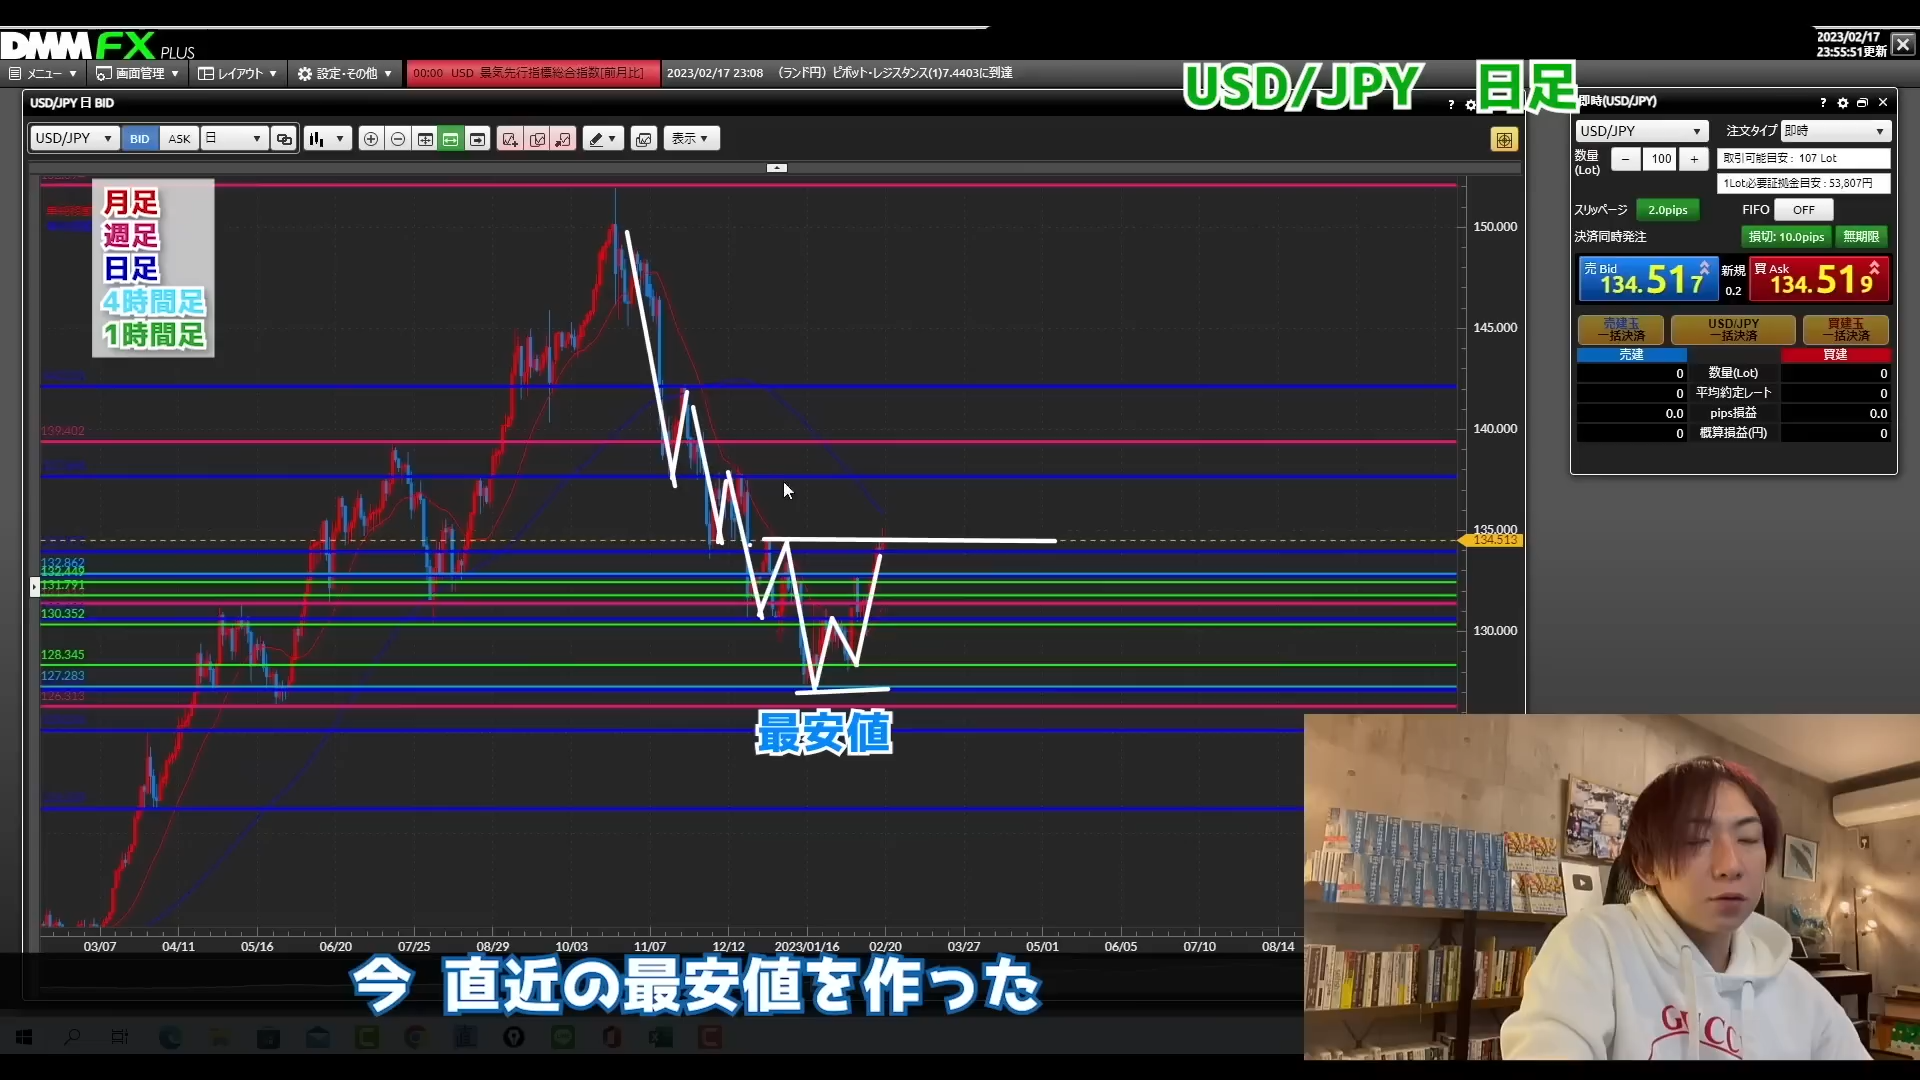 DMM FX PLUS
2023/02/17
23:55:51更新
メニュー
画面管理
レイアウト
設定・その他
00:00 USD 景気先行指標総合指数[前月比]
2023/02/17 23:08 (ランド円) ピボット・レジスタンス(1)7.4403に到達
USD/JPY 日足
USD/JPY 日 BID
即時(USD/JPY)
USD/JPY
BID
ASK
日
表示
USD/JPY
注文タイプ
即時
数量
(Lot)
100
取引可能目安 : 107 Lot
1Lot必要証拠金目安 : 53,807円
スリッページ
2.0pips
FIFO
OFF
決済同時発注
損切: 10.0pips
無期限
売 Bid
134.517
新規
0.2
買 Ask
134.519
売建玉
一括決済
USD/JPY
一括決済
買建玉
一括決済
売建
買建
0 数量(Lot) 0
0 平均約定レート 0
0.0 pips損益 0.0
0 概算損益(円) 0
月足
週足
日足
4時間足
1時間足
150.000
145.000
140.000
135.000
134.513
130.000
139.402
132.862
132.449
131.791
130.352
128.345
127.283
126.313
最安値
03/07
04/11
05/16
06/20
07/25
08/29
10/03
11/07
12/12
2023/01/16
02/20
03/27
05/01
06/05
07/10
08/14
今 直近の最安値を作った